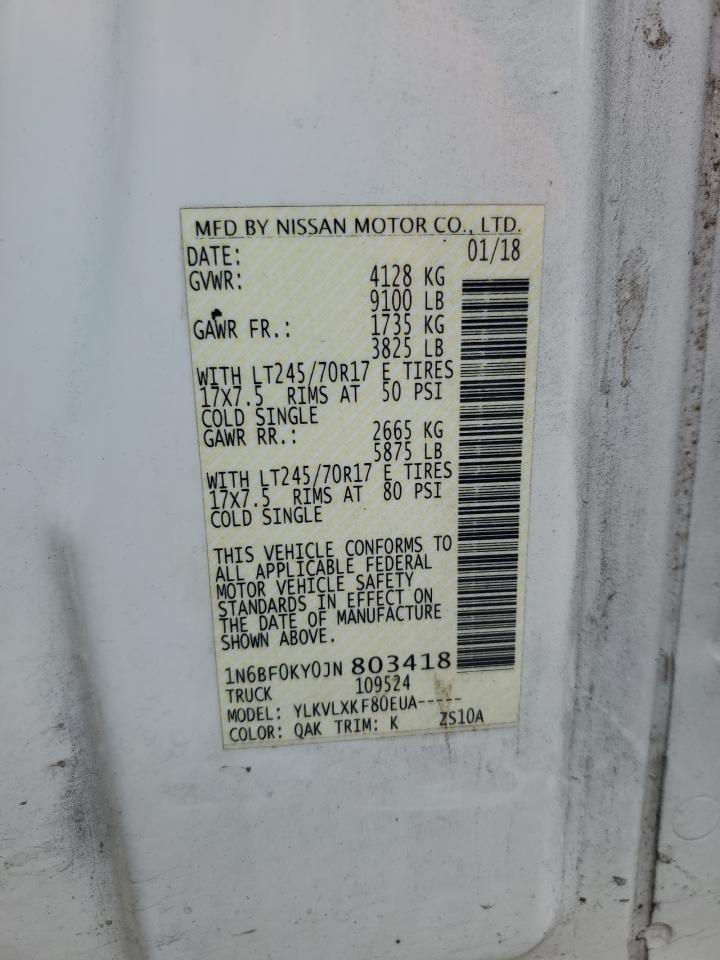 MFD BY NISSAN MOTOR CO., LTD.
DATE: 01/18
GVWR: 4128 KG
9100 LB
GAWR FR.: 1735 KG
3825 LB
WITH LT245/70R17 E TIRES
17X7.5 RIMS AT 50 PSI
COLD SINGLE
GAWR RR.: 2665 KG
5875 LB
WITH LT245/70R17 E TIRES
17X7.5 RIMS AT 80 PSI
COLD SINGLE
THIS VEHICLE CONFORMS TO
ALL APPLICABLE FEDERAL
MOTOR VEHICLE SAFETY
STANDARDS IN EFFECT ON
THE DATE OF MANUFACTURE
SHOWN ABOVE.
1N6BF0KY0JN 803418
TRUCK 109524
MODEL: YLKVLXKF80EUA-----
COLOR: QAK TRIM: K ZS10A